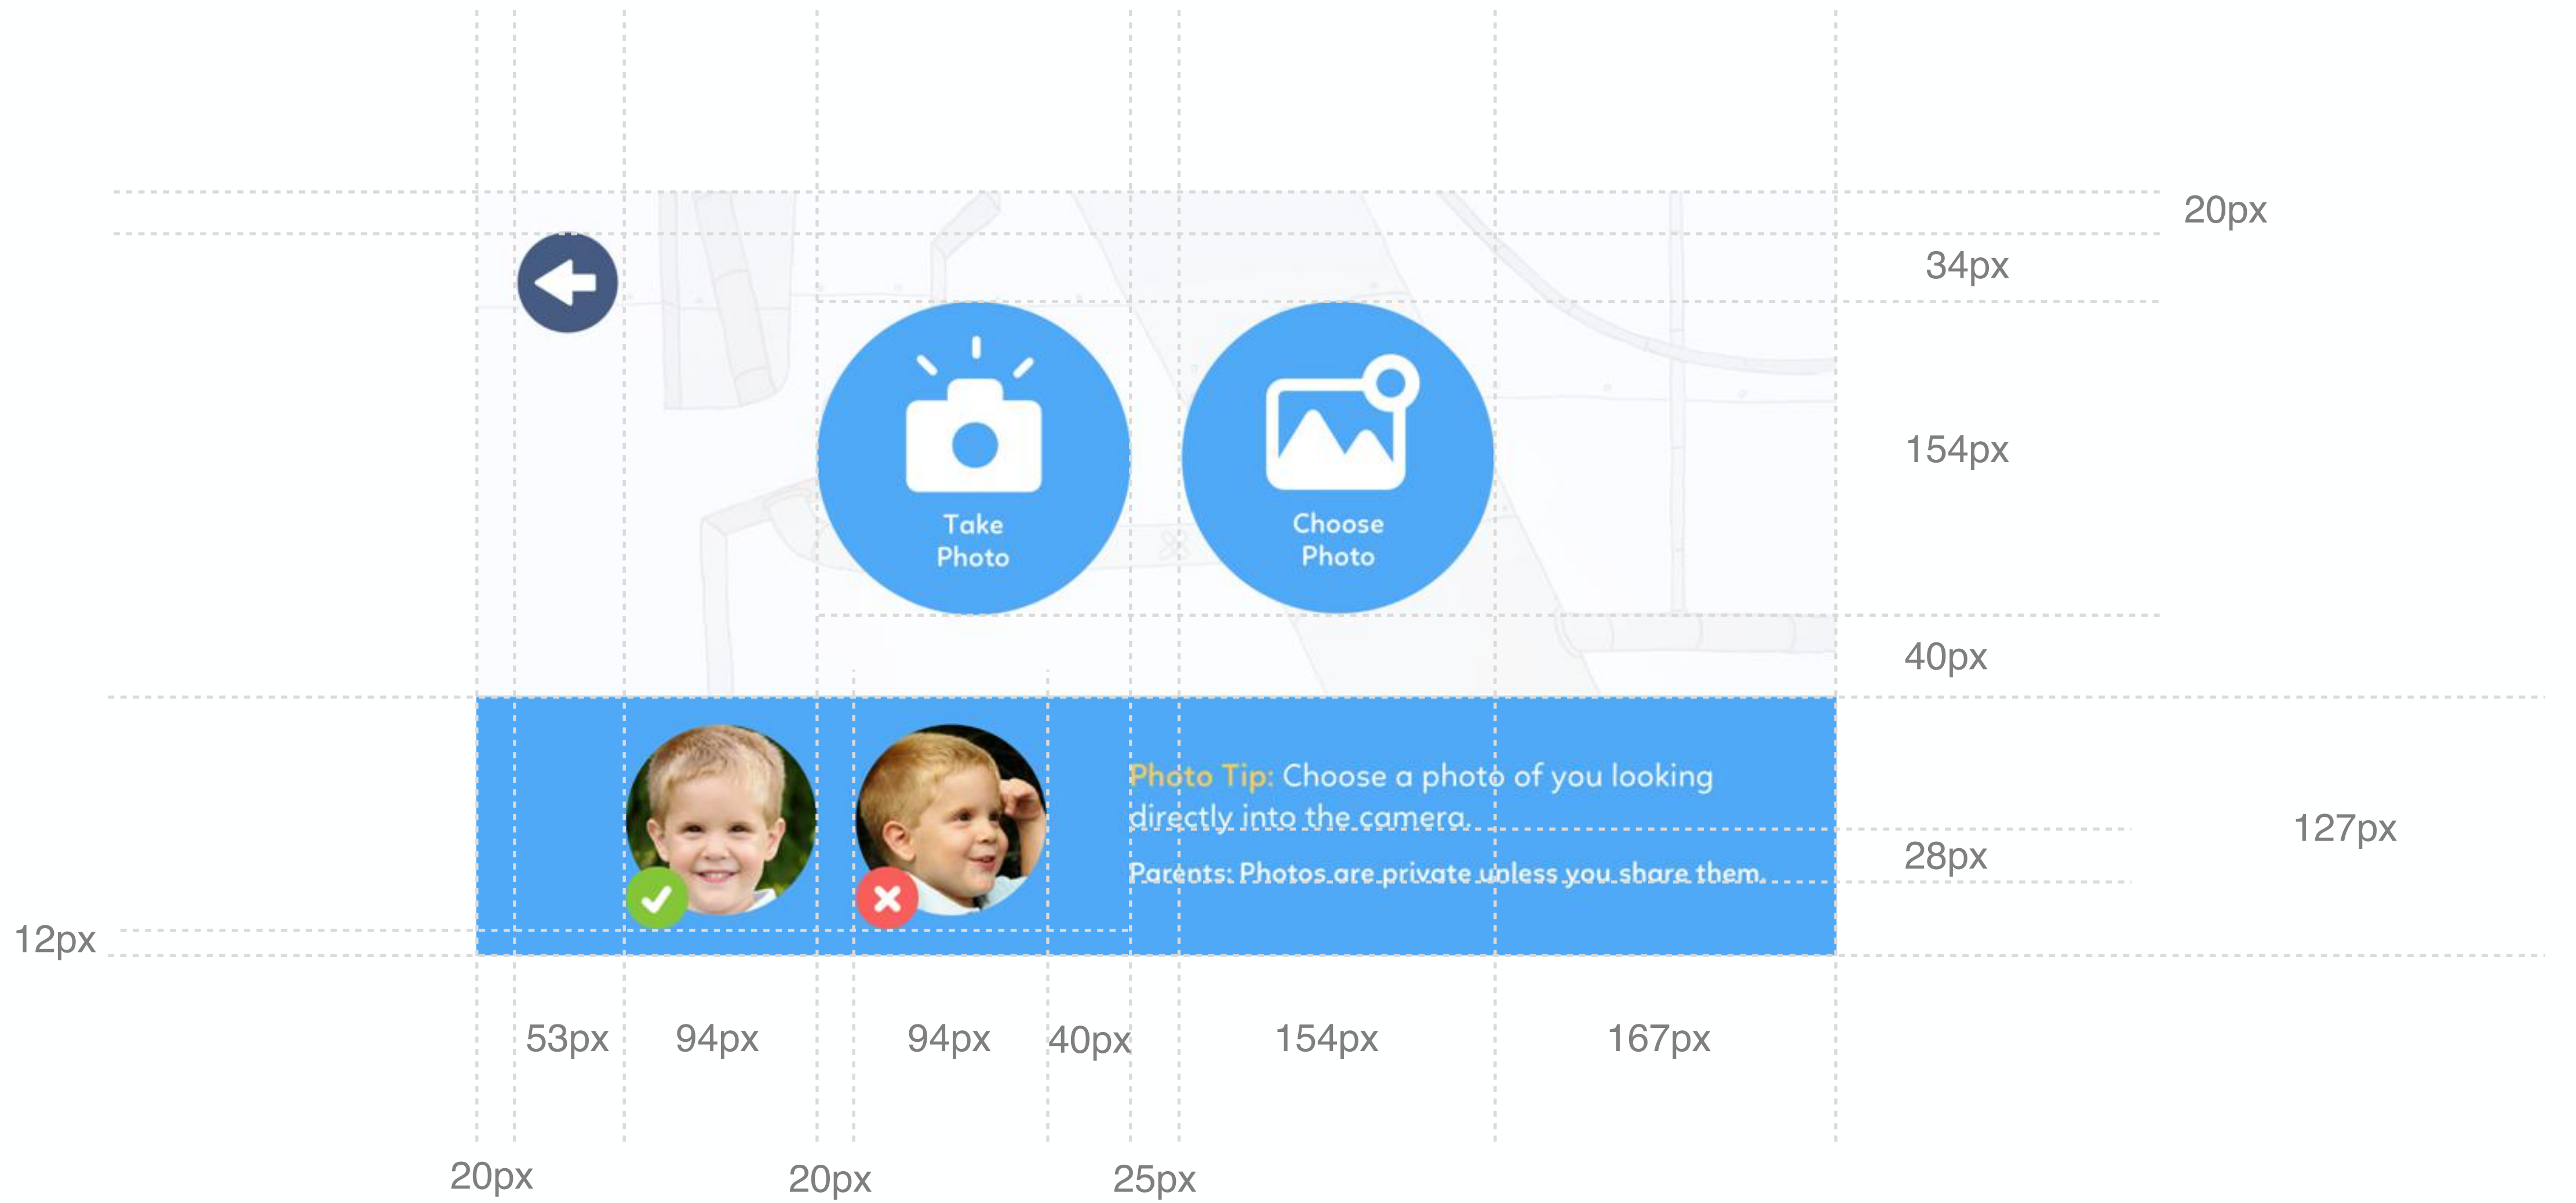 20px
34px
154px
Take
Photo
Choose
Photo
40px
Photo Tip: Choose a photo of you looking
directly into the camera.
Parents: Photos are private unless you share them.
28px
127px
12px
53px
94px
94px
40px
154px
167px
20px
20px
25px